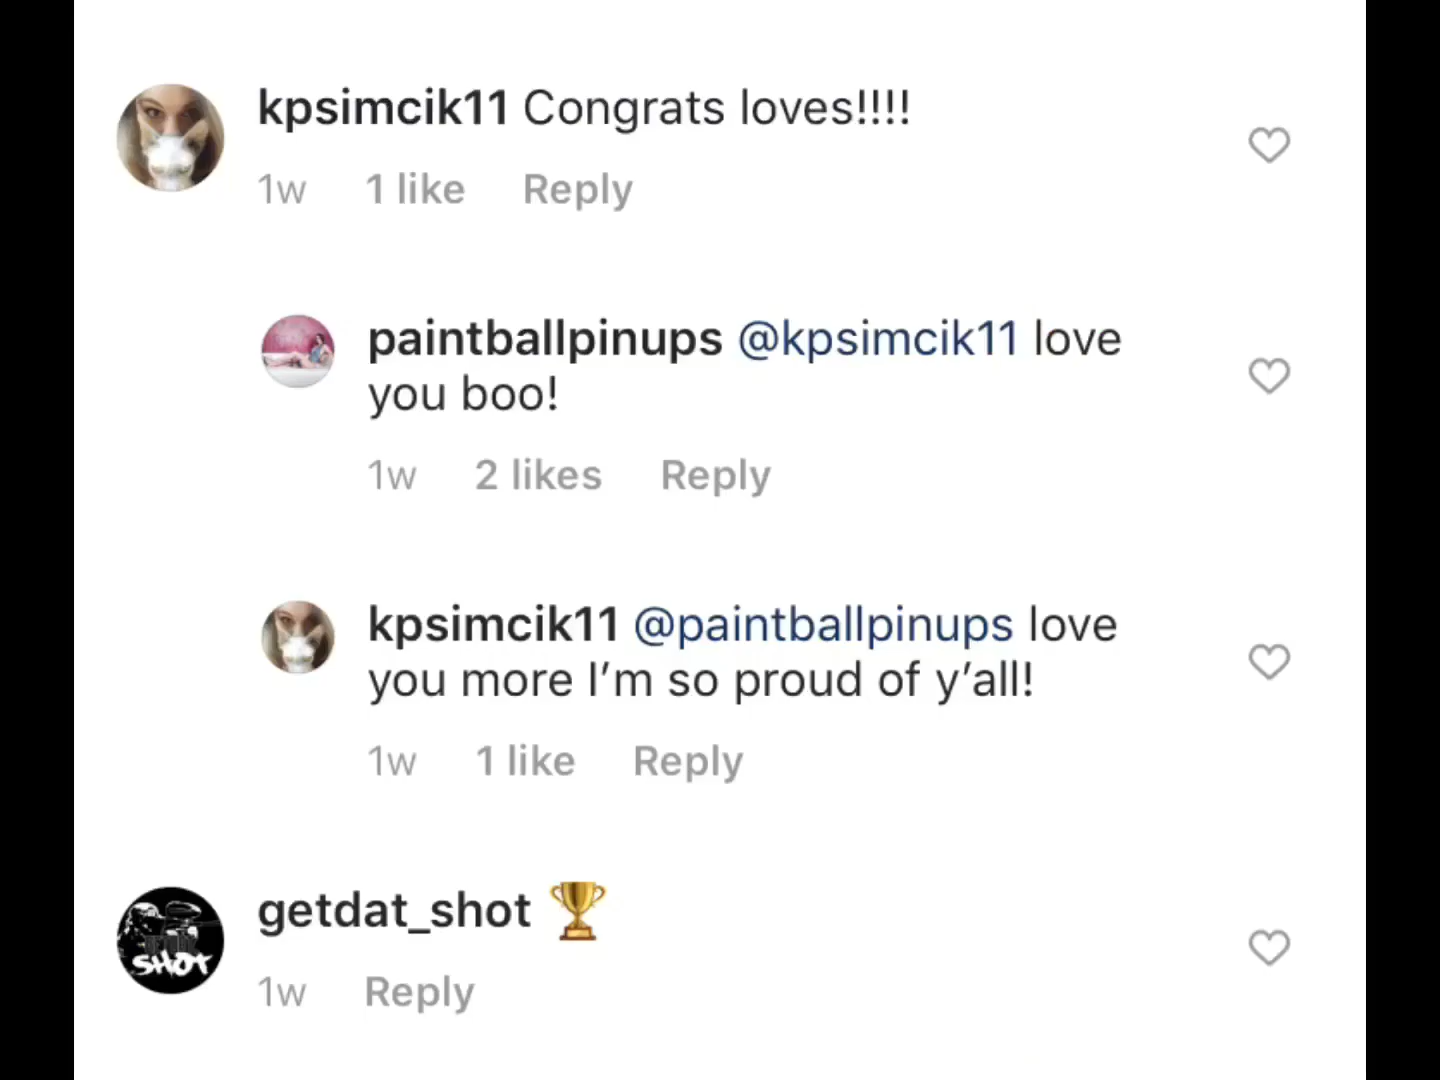 kpsimcik11 Congrats loves!!!!
1w 1 like Reply
paintballpinups @kpsimcik11 love
you boo!
1w 2 likes Reply
kpsimcik11 @paintballpinups love
you more I’m so proud of y’all!
1w 1 like Reply
getdat_shot 🏆
SHOT
1w Reply